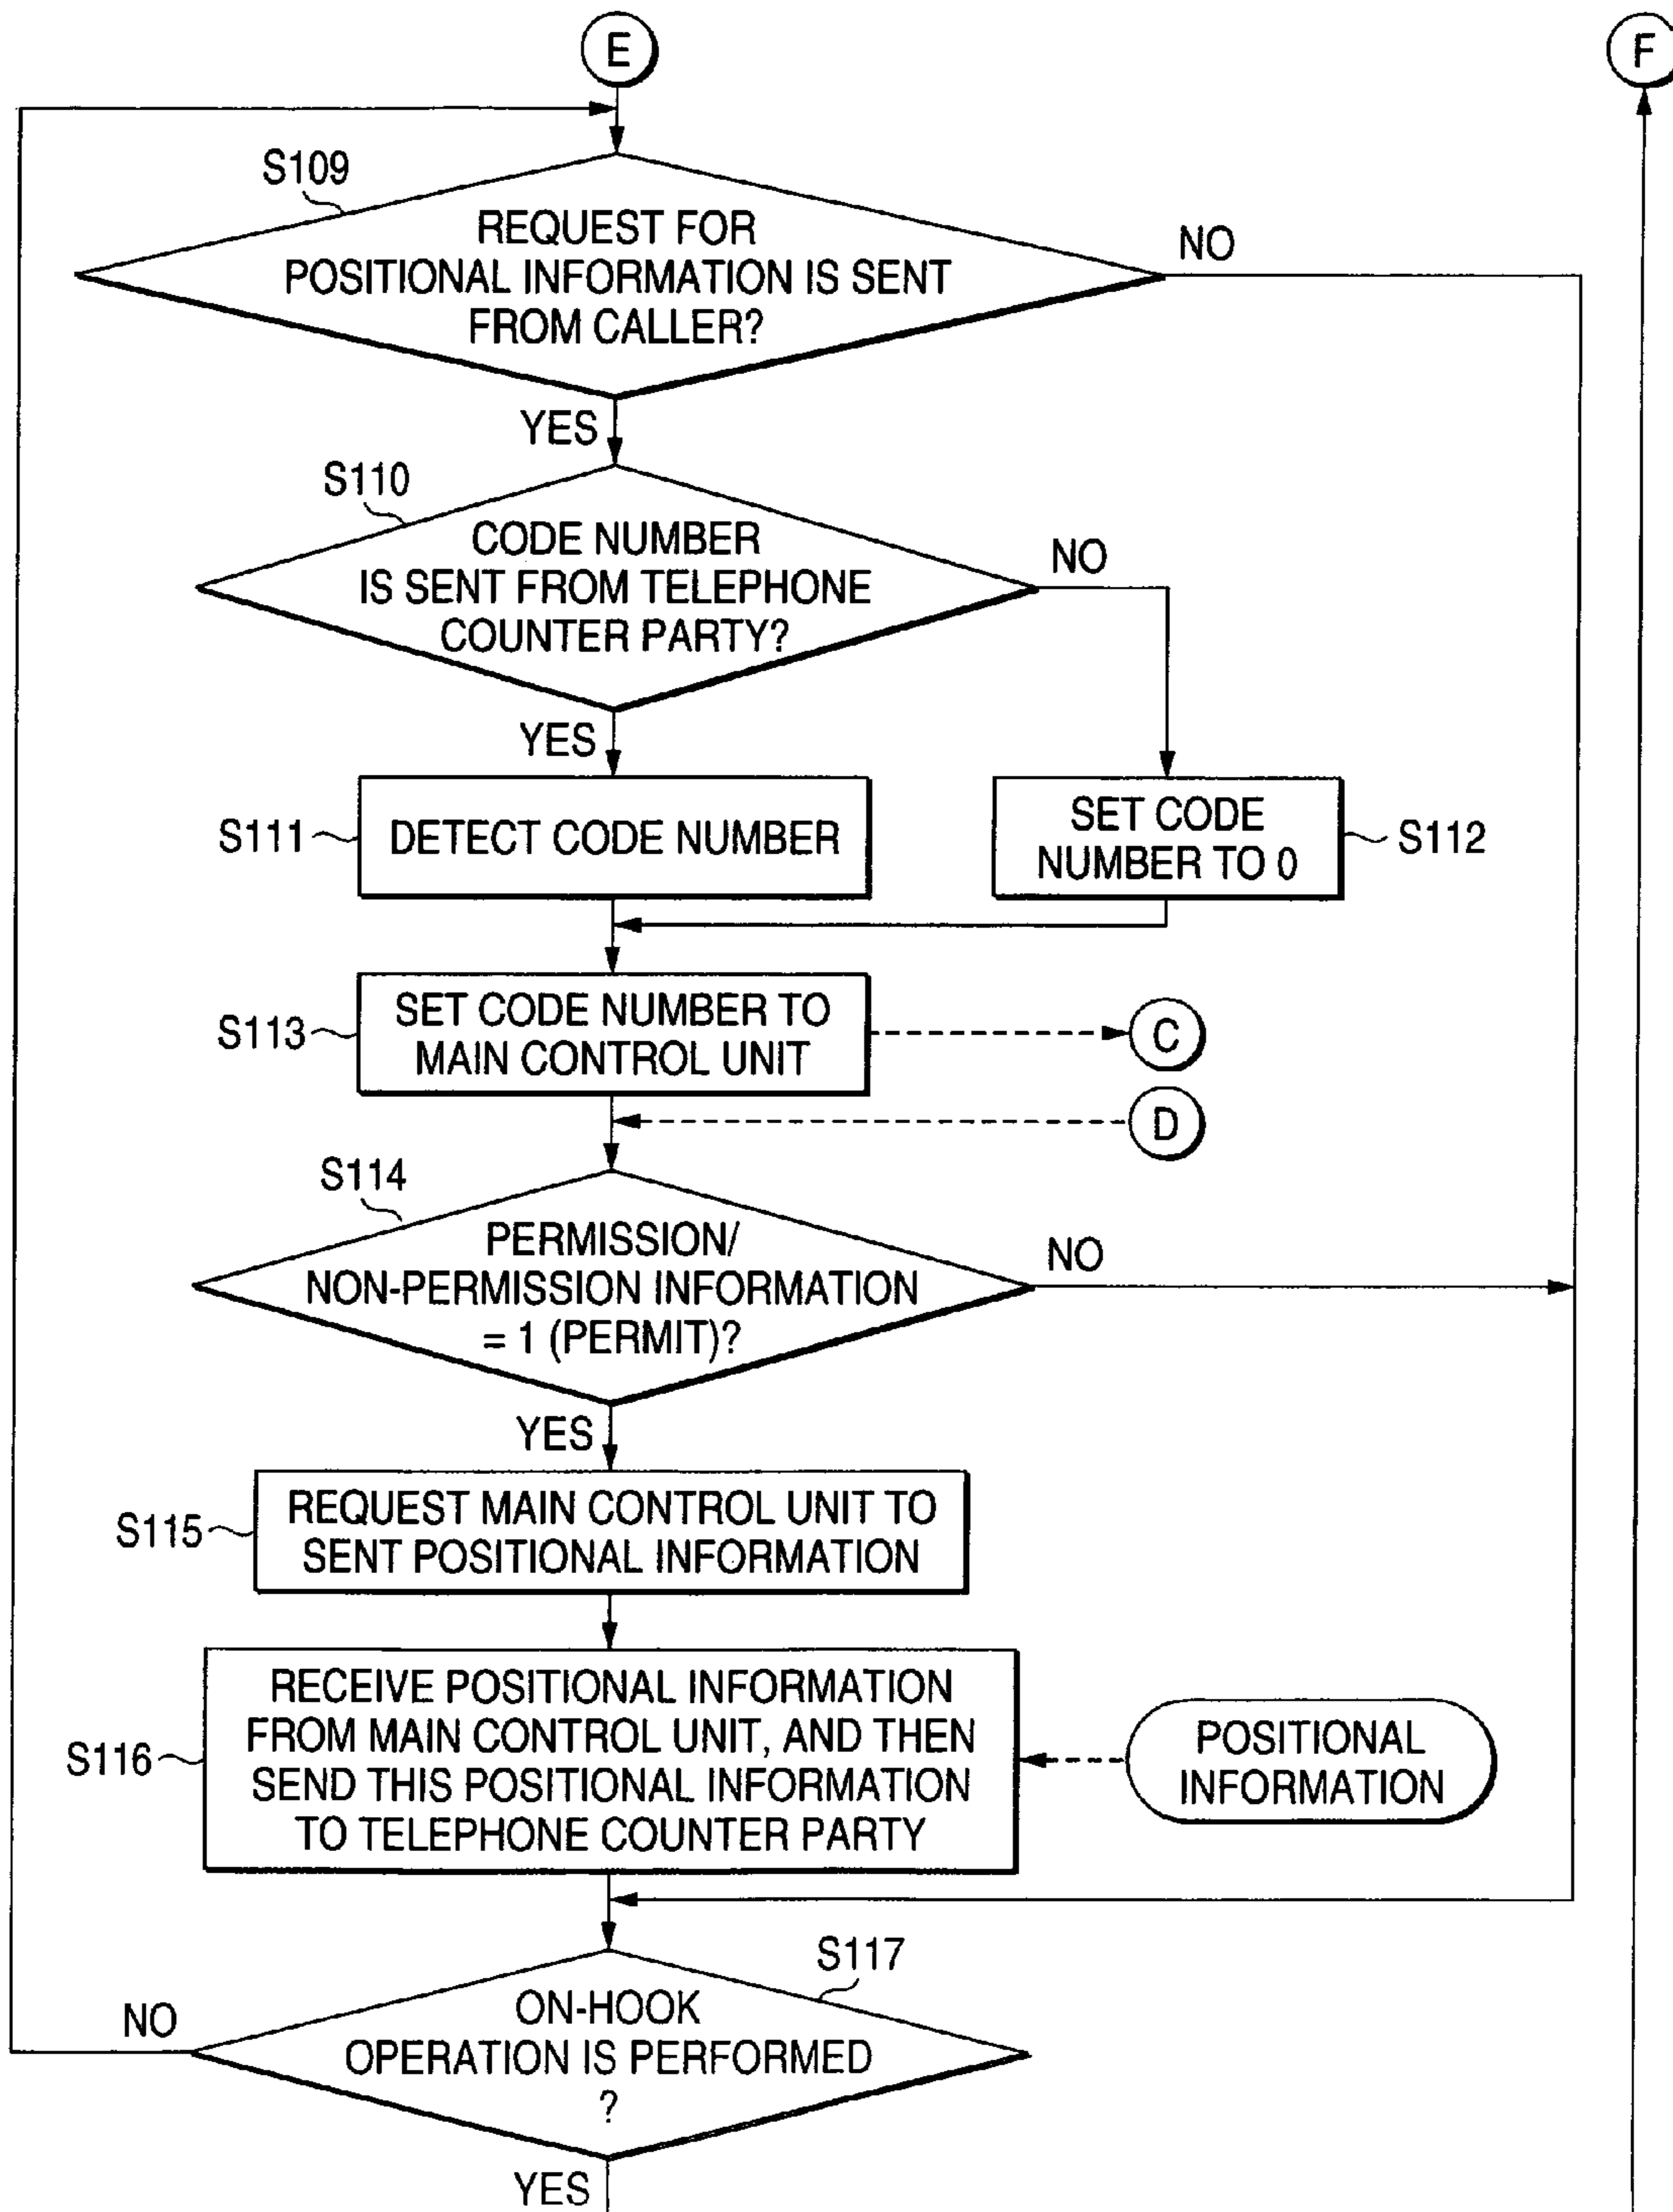 E
F
S109
REQUEST FOR
POSITIONAL INFORMATION IS SENT
FROM CALLER?
NO
YES
S110
CODE NUMBER
IS SENT FROM TELEPHONE
COUNTER PARTY?
NO
YES
S111
DETECT CODE NUMBER
SET CODE
NUMBER TO 0
S112
S113
SET CODE NUMBER TO
MAIN CONTROL UNIT
C
D
S114
PERMISSION/
NON-PERMISSION INFORMATION
= 1 (PERMIT)?
NO
YES
S115
REQUEST MAIN CONTROL UNIT TO
SENT POSITIONAL INFORMATION
S116
RECEIVE POSITIONAL INFORMATION
FROM MAIN CONTROL UNIT, AND THEN
SEND THIS POSITIONAL INFORMATION
TO TELEPHONE COUNTER PARTY
POSITIONAL
INFORMATION
S117
ON-HOOK
OPERATION IS PERFORMED
?
NO
YES